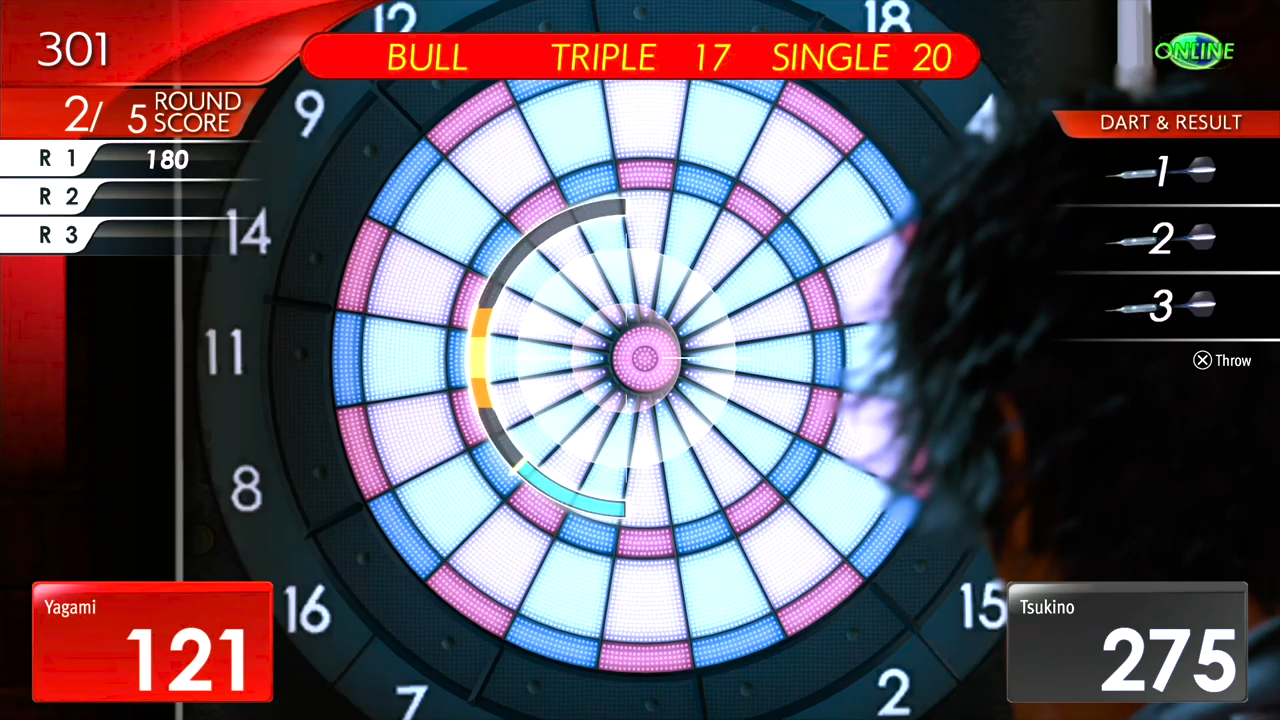 301
BULL TRIPLE 17 SINGLE 20
ONLINE
2/ 5 ROUND SCORE
R 1 180
R 2
R 3
DART & RESULT
1
2
3
Throw
12
18
9
4
14
11
8
16
15
7
2
Yagami
121
Tsukino
275